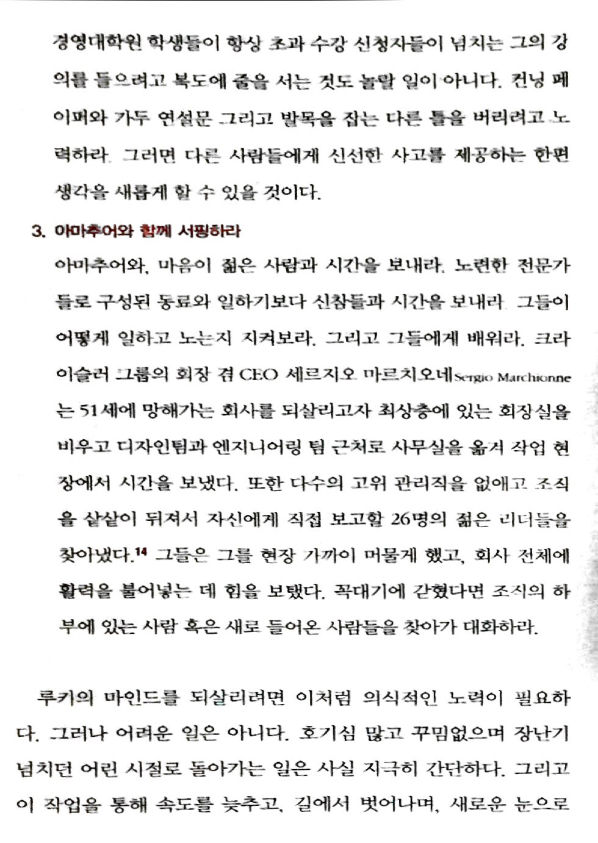 경영대학원 학생들이 항상 초과 수강 신청자들이 넘치는 그의 강
의를 들으려고 복도에 줄을 서는 것도 놀랄 일이 아니다. 컨닝 페
이퍼와 가두 연설문 그리고 발목을 잡는 다른 틀을 버리려고 노
력하라. 그러면 다른 사람들에게 신선한 사고를 제공하는 한편
생각을 새롭게 할 수 있을 것이다.
3. 아마추어와 함께 서핑하라
아마추어와, 마음이 젊은 사람과 시간을 보내라. 노련한 전문가
들로 구성된 동료와 일하기보다 신참들과 시간을 보내라. 그들이
어떻게 일하고 노는지 지켜보라. 그리고 그들에게 배워라. 크라
이슬러 그룹의 회장 겸 CEO 세르지오 마르치오네Sergio Marchionne
는 51세에 망해가는 회사를 되살리고자 최상층에 있는 회장실을
비우고 디자인팀과 엔지니어링 팀 근처로 사무실을 옮겨 작업 현
장에서 시간을 보냈다. 또한 다수의 고위 관리직을 없애고 조직
을 샅샅이 뒤져서 자신에게 직접 보고할 26명의 젊은 리더들을
찾아냈다.14 그들은 그를 현장 가까이 머물게 했고, 회사 전체에
활력을 불어넣는 데 힘을 보탰다. 꼭대기에 갇혔다면 조직의 하
부에 있는 사람 혹은 새로 들어온 사람들을 찾아가 대화하라.
루키의 마인드를 되살리려면 이처럼 의식적인 노력이 필요하
다. 그러나 어려운 일은 아니다. 호기심 많고 꾸밈없으며 장난기
넘치던 어린 시절로 돌아가는 일은 사실 지극히 간단하다. 그리고
이 작업을 통해 속도를 늦추고, 길에서 벗어나며, 새로운 눈으로